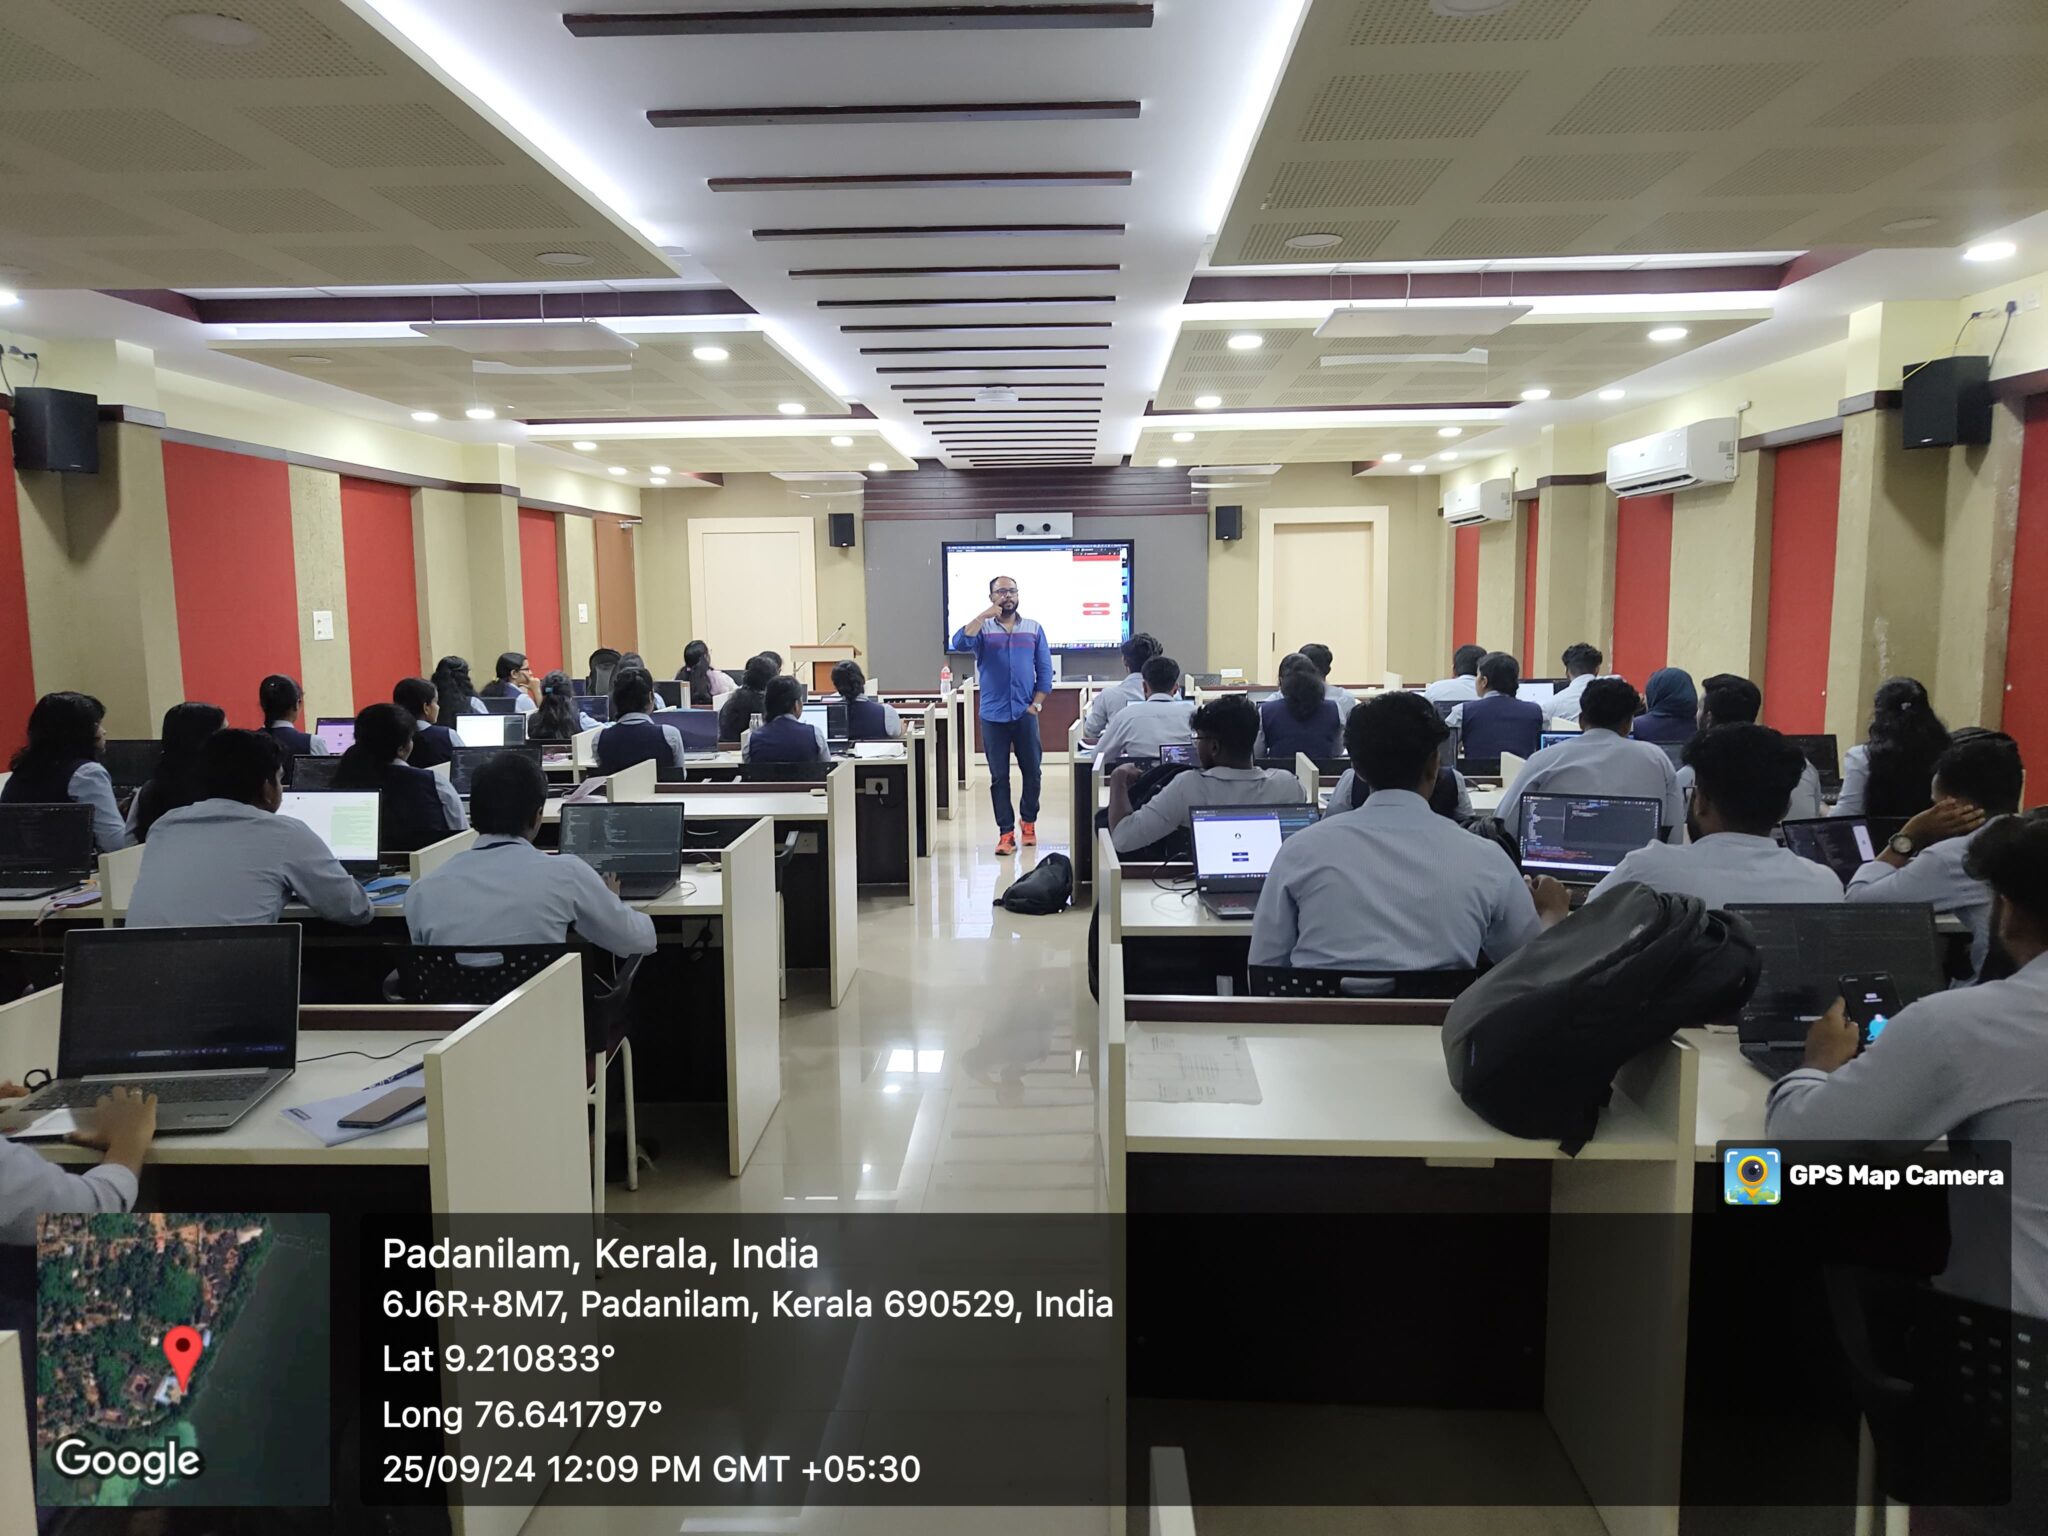 GPS Map Camera
Padanilam, Kerala, India
6J6R+8M7, Padanilam, Kerala 690529, India
Lat 9.210833°
Long 76.641797°
25/09/24 12:09 PM GMT +05:30
Google